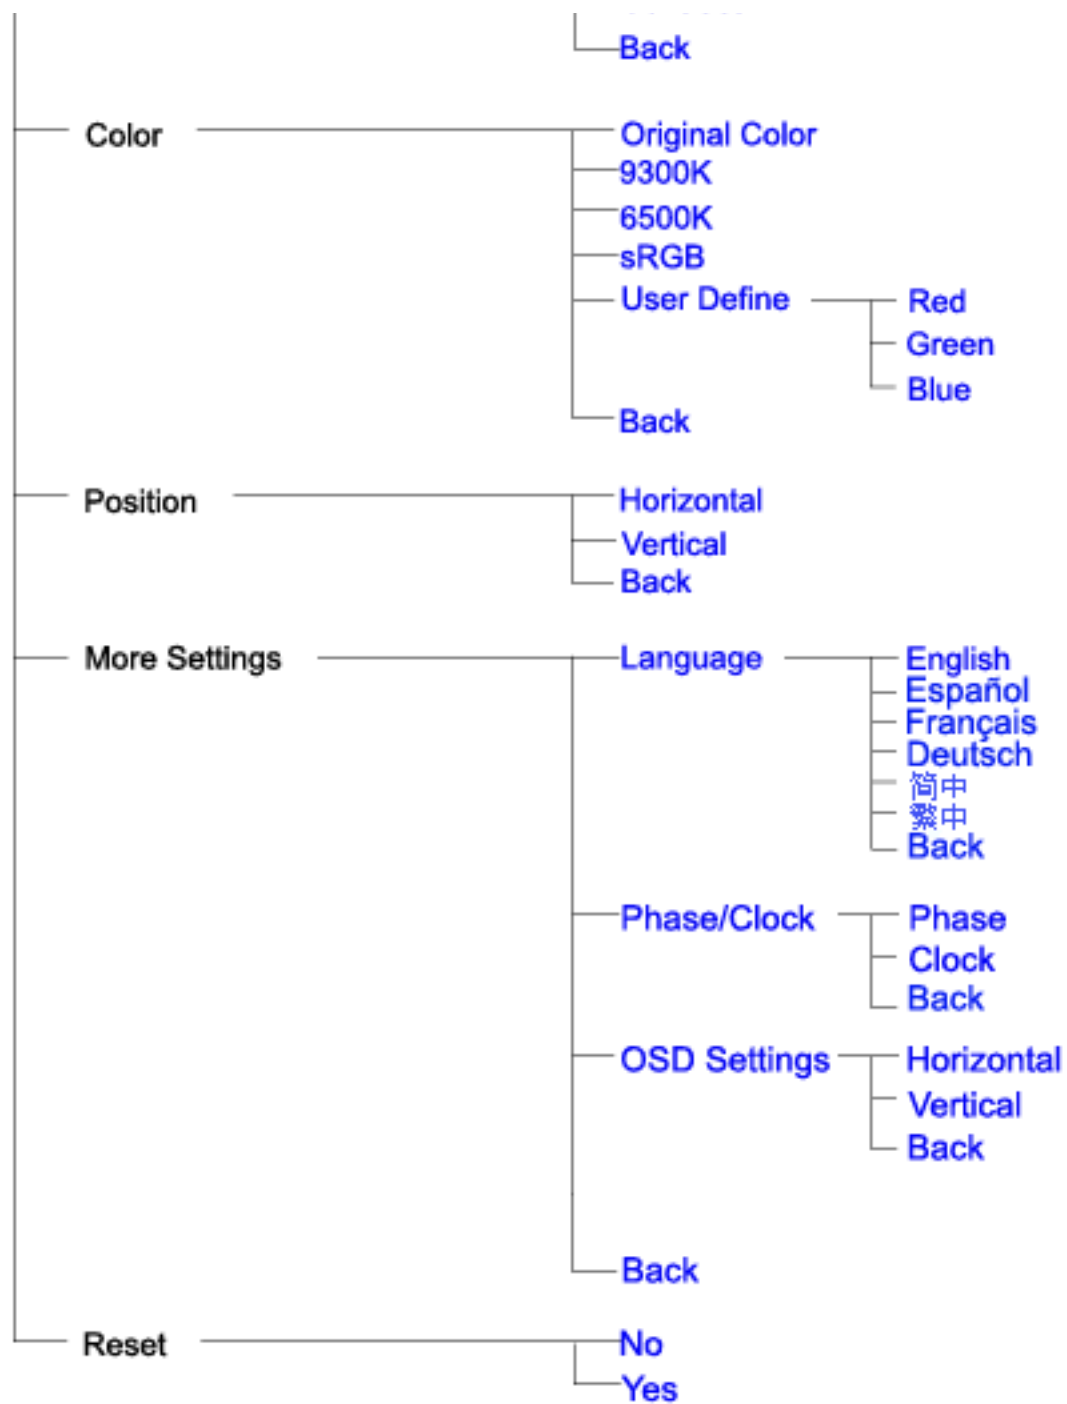 Back
Color
Original Color
9300K
6500K
sRGB
User Define
Red
Green
Blue
Back
Position
Horizontal
Vertical
Back
More Settings
Language
English
Español
Français
Deutsch
简中
繁中
Back
Phase/Clock
Phase
Clock
Back
OSD Settings
Horizontal
Vertical
Back
Back
Reset
No
Yes